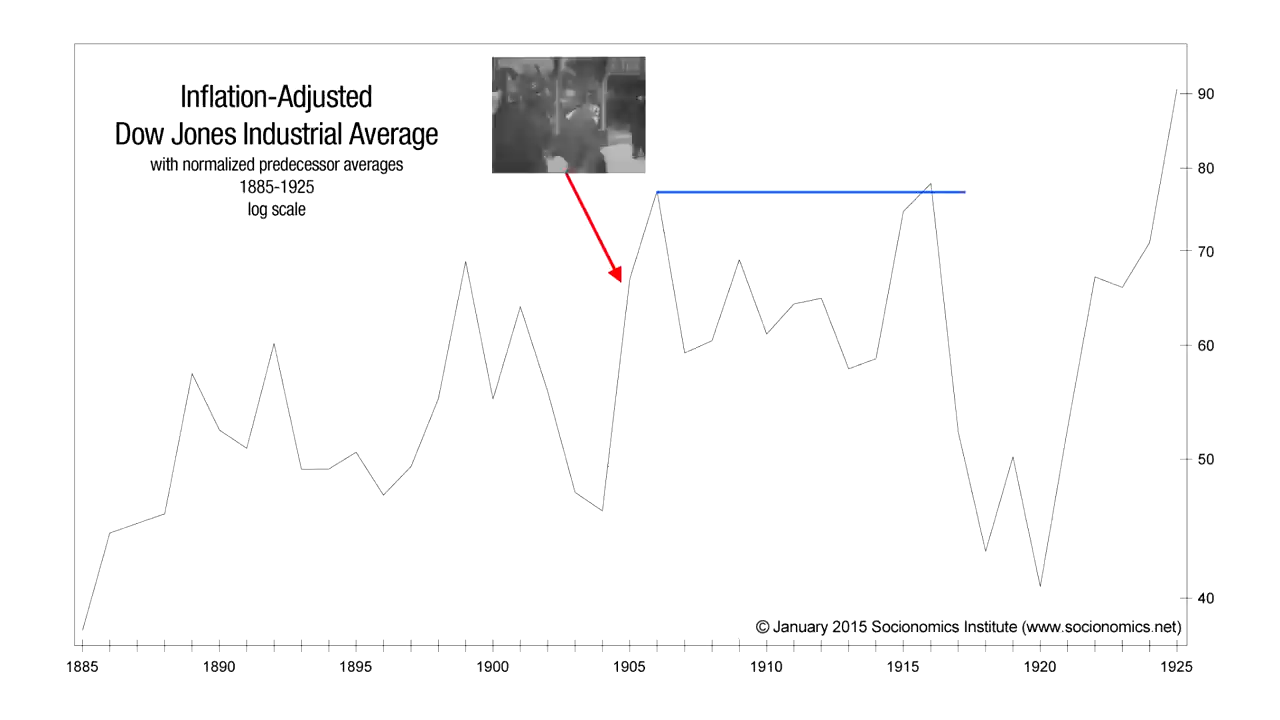 Inflation-Adjusted
Dow Jones Industrial Average
with normalized predecessor averages
1885-1925
log scale
90
80
70
60
50
40
© January 2015 Socionomics Institute (www.socionomics.net)
1885 1890 1895 1900 1905 1910 1915 1920 1925